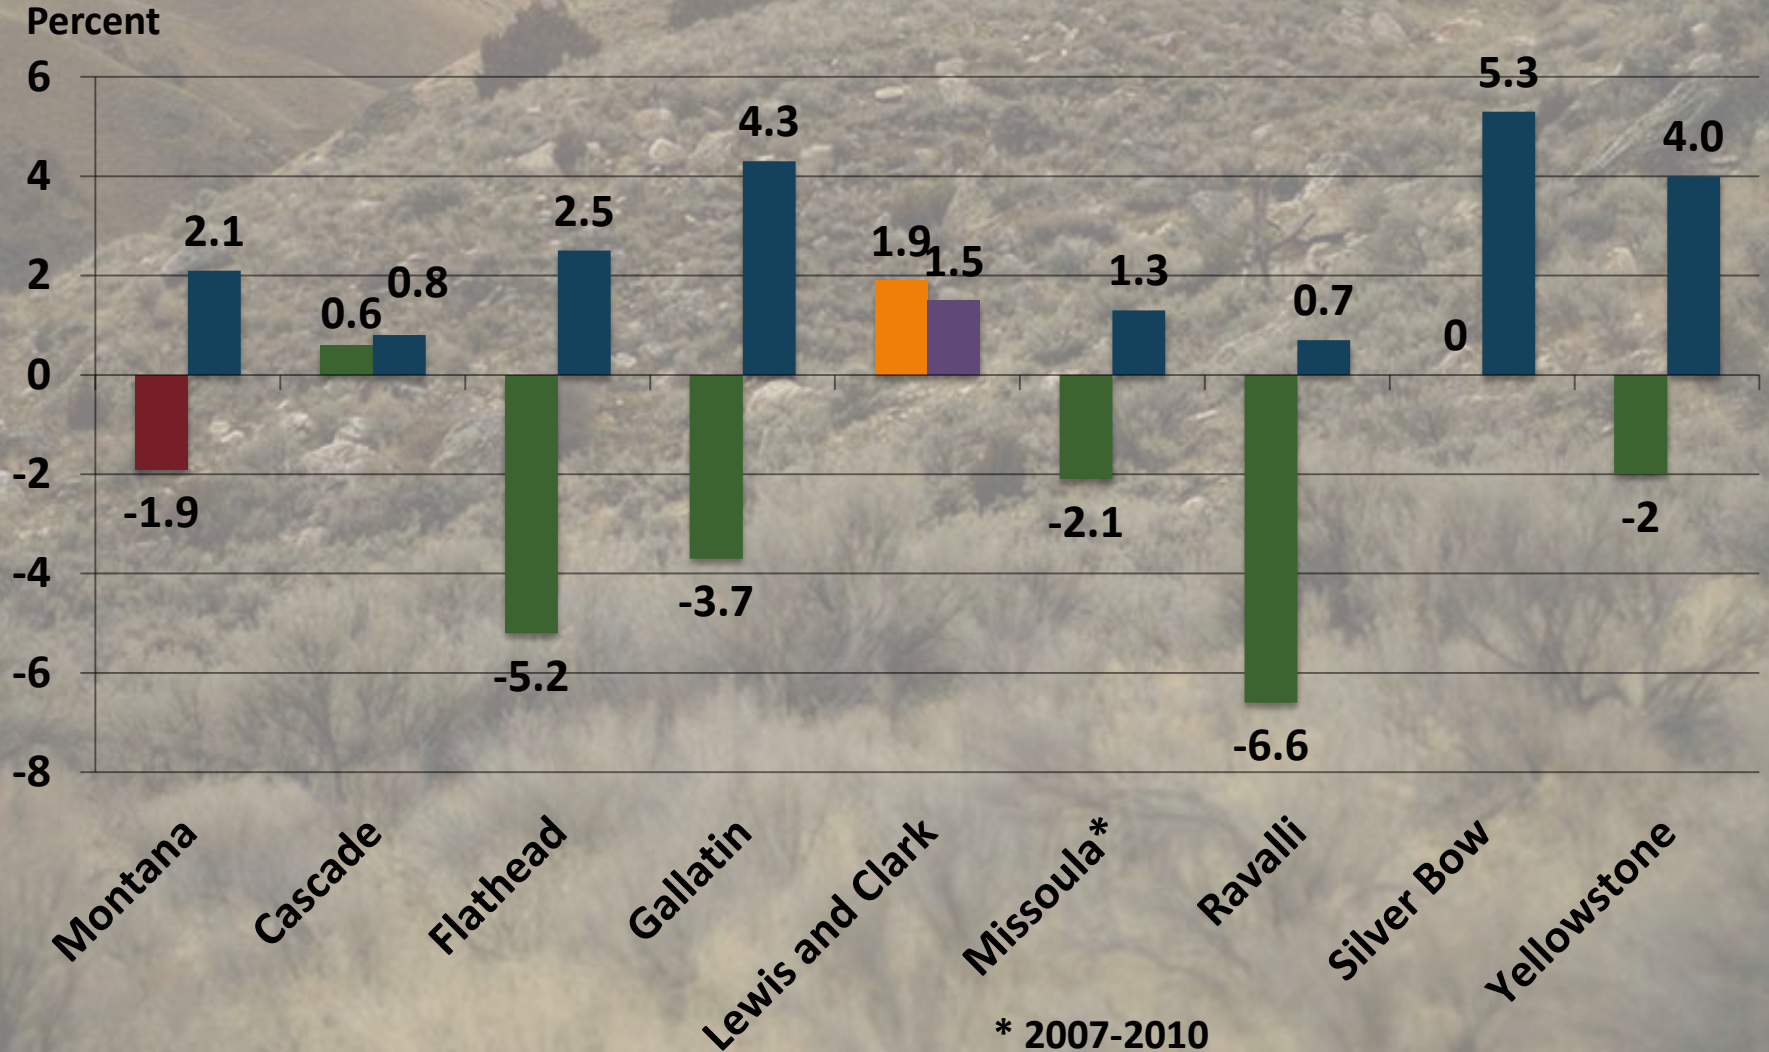 Percent
6
4
2
0
-2
-4
-6
-8
-1.9
2.1
0.6
0.8
-5.2
2.5
-3.7
4.3
1.9
1.5
-2.1
1.3
-6.6
0.7
0
5.3
-2
4.0
Montana
Cascade
Flathead
Gallatin
Lewis and Clark
Missoula*
Ravalli
Silver Bow
Yellowstone
* 2007-2010